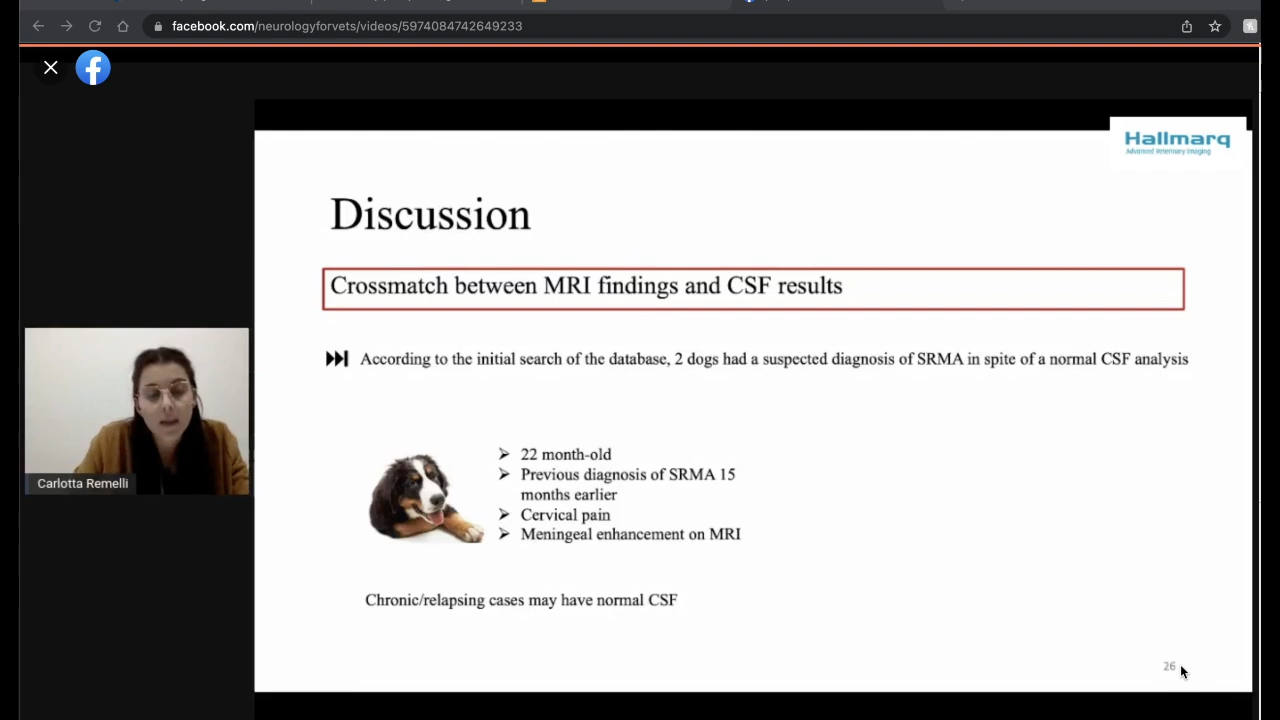 facebook.com/neurologyforvets/videos/5974084742649233
Hallmarq
Advanced Veterinary Imaging
Discussion
Crossmatch between MRI findings and CSF results
According to the initial search of the database, 2 dogs had a suspected diagnosis of SRMA in spite of a normal CSF analysis
22 month-old
Previous diagnosis of SRMA 15
months earlier
Cervical pain
Meningeal enhancement on MRI
Carlotta Remelli
Chronic/relapsing cases may have normal CSF
26